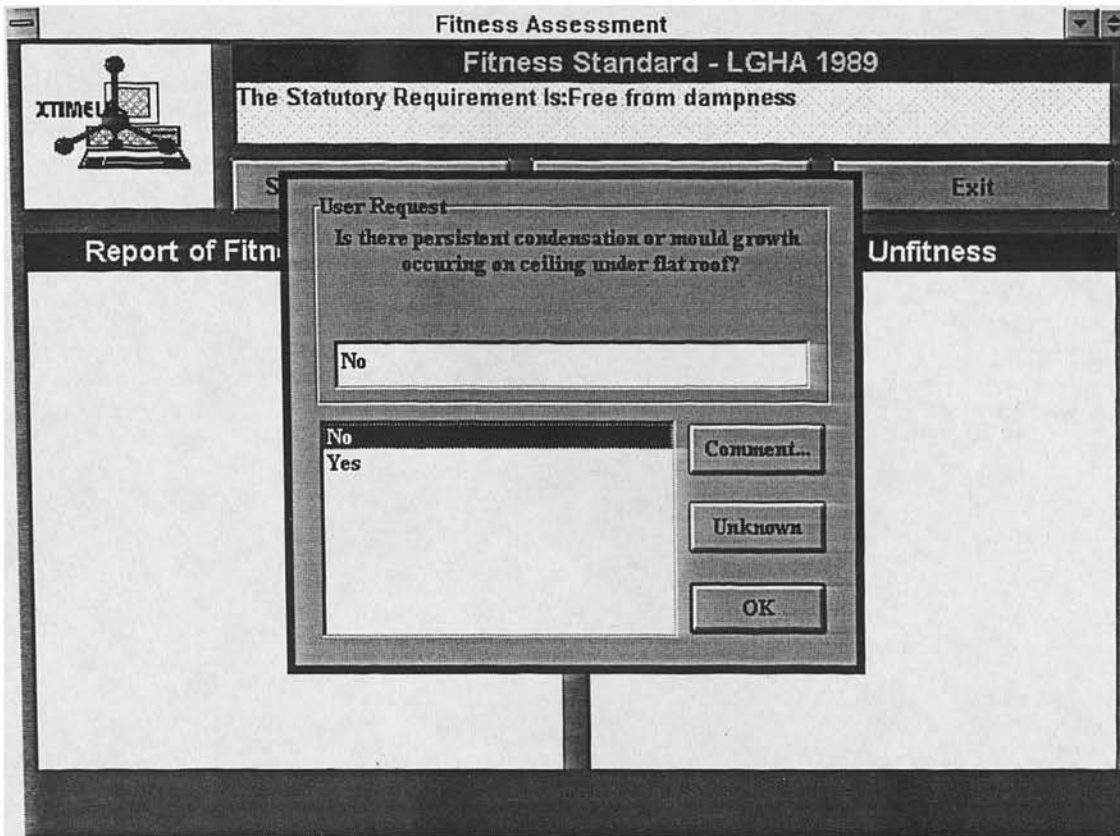 Fitness Assessment
Fitness Standard - LGHA 1989
The Statutory Requirement Is:Free from dampness
XTIMEL
S
Exit
Report of Fitn
Unfitness
User Request
Is there persistent condensation or mould growth
occuring on ceiling under flat roof?
No
No
Yes
Comment...
Unknown
OK